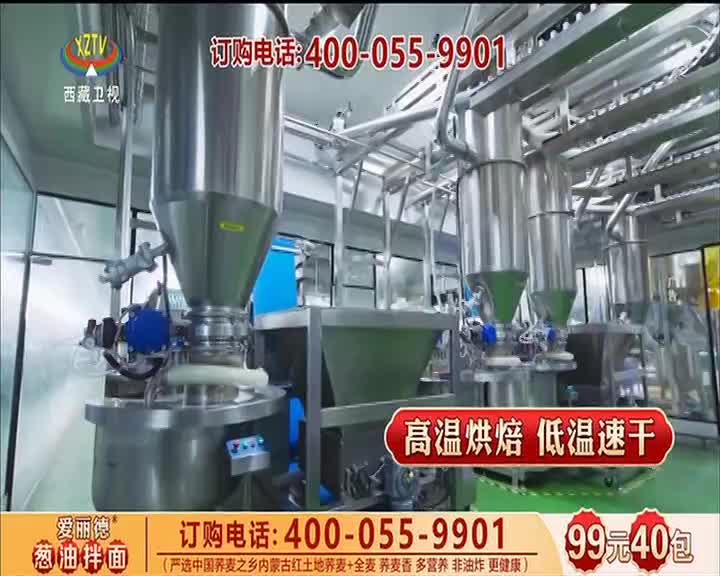 订购电话:400-055-9901
XZTV
西藏卫视
高温烘焙 低温速干
爱丽德®
葱油拌面
订购电话:400-055-9901
(严选中国荞麦之乡内蒙古红土地荞麦+全麦 荞麦香 多营养 非油炸 更健康)
99元40包